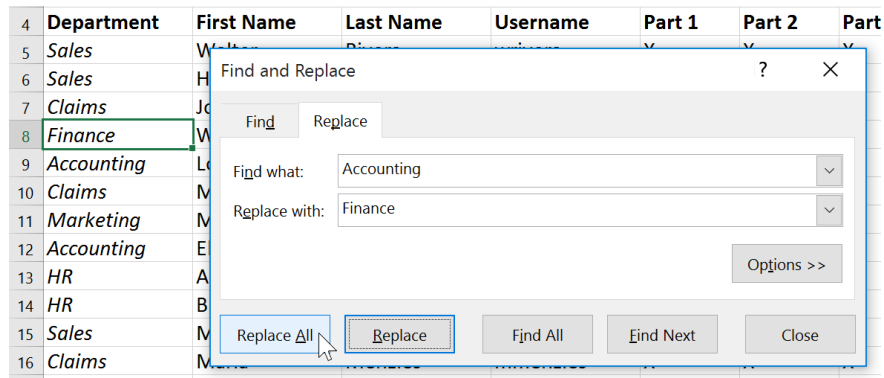 4 Department First Name Last Name Username Part 1 Part 2 Part
5 Sales
6 Sales
7 Claims
8 Finance
9 Accounting
10 Claims
11 Marketing
12 Accounting
13 HR
14 HR
15 Sales
16 Claims
Find and Replace ? 
Find Replace
Find what: Accounting
Replace with: Finance
Options >>
Replace All Replace Find All Find Next Close